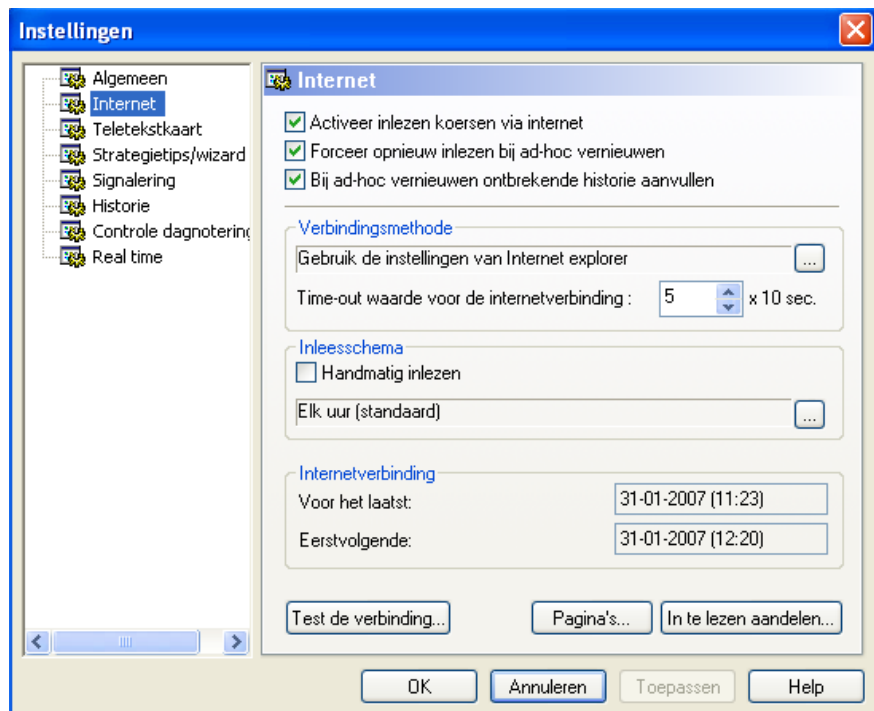 Instellingen
Algemeen
Internet
Teletekstkaart
Strategietips/wizard
Signalering
Historie
Controle dagnotering
Real time
Internet
Activeer inlezen koersen via internet
Forceer opnieuw inlezen bij ad-hoc vernieuwen
Bij ad-hoc vernieuwen ontbrekende historie aanvullen
Verbindingsmethode
Gebruik de instellingen van Internet explorer
...
Time-out waarde voor de internetverbinding : 5 x 10 sec.
Inleesschema
Handmatig inlezen
Elk uur (standaard)
...
Internetverbinding
Voor het laatst: 31-01-2007 (11:23)
Eerstvolgende: 31-01-2007 (12:20)
Test de verbinding... Pagina's... In te lezen aandelen...
OK Annuleren Toepassen Help